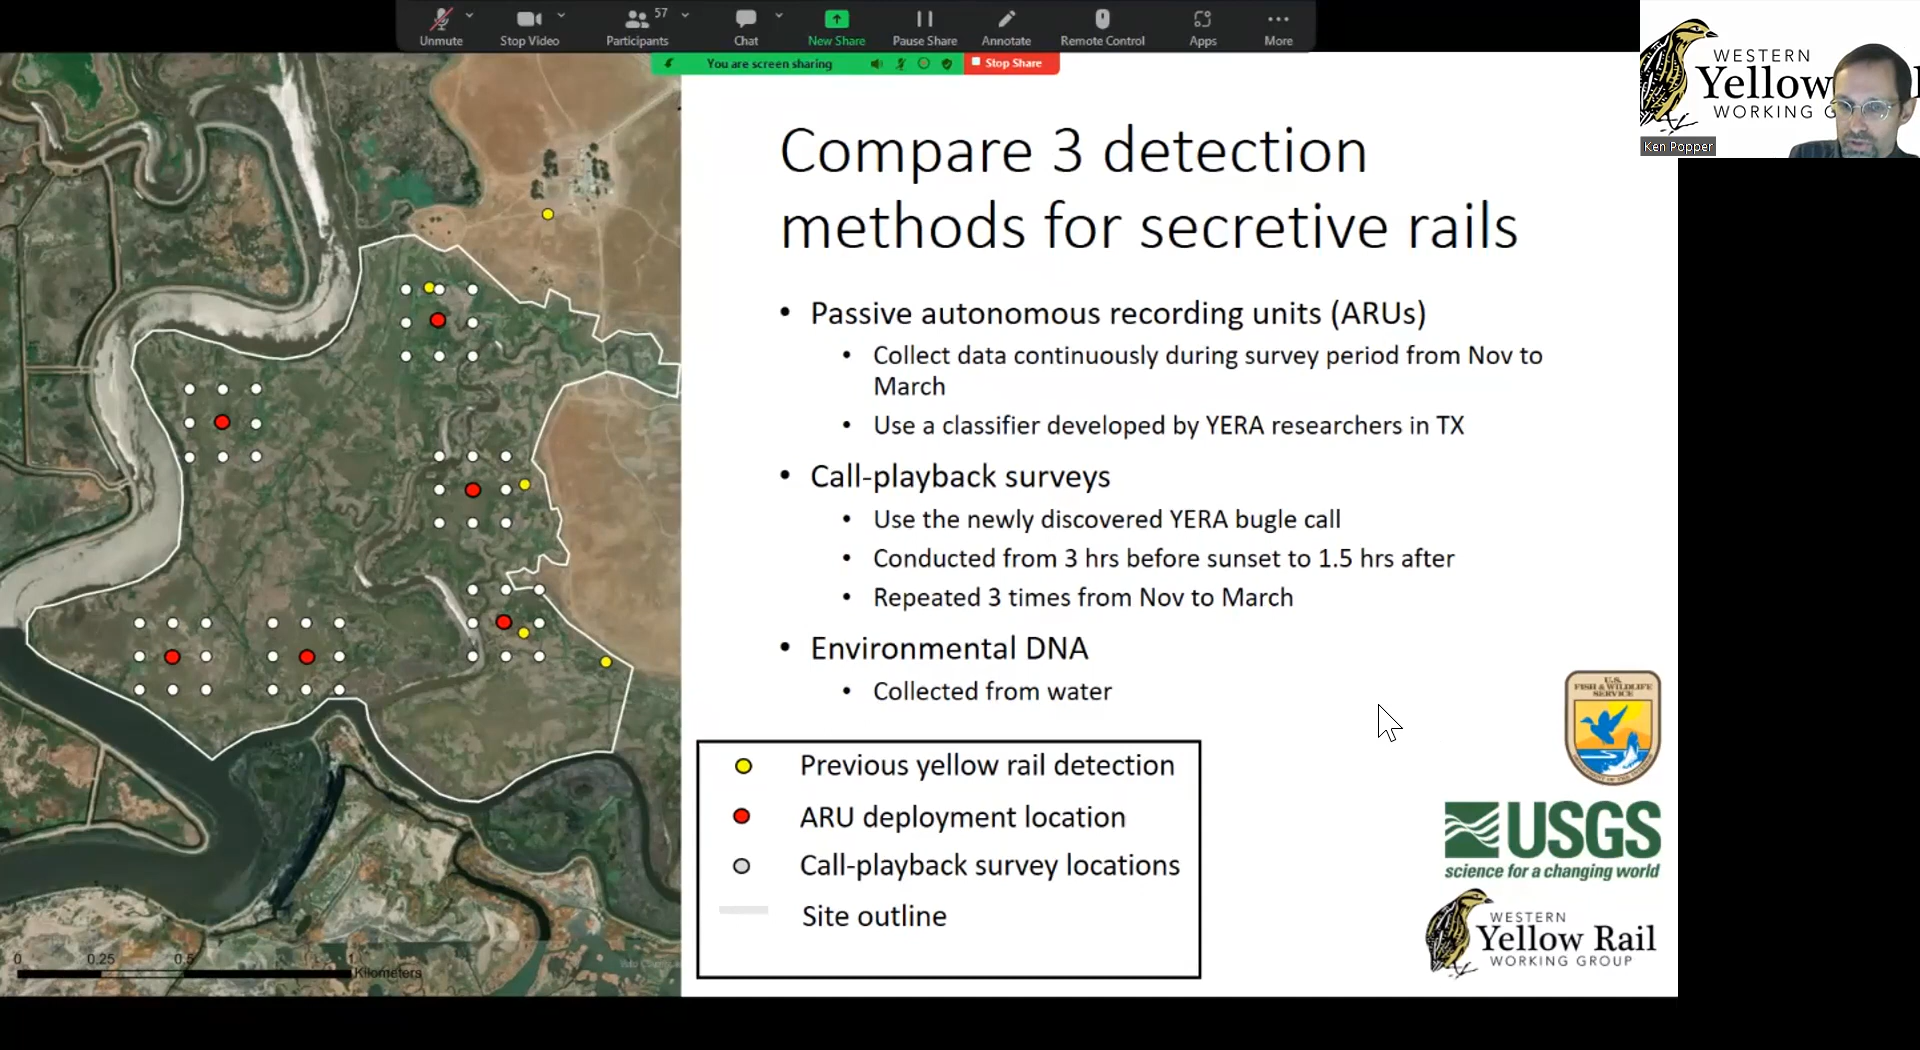 57
Unmute
Stop Video
Participants
Chat
New Share
Pause Share
Annotate
Remote Control
Apps
More
You are screen sharing
Stop Share
WESTERN
Yellow
WORKING G
Ken Popper
Compare 3 detection
methods for secretive rails
• Passive autonomous recording units (ARUs)
• Collect data continuously during survey period from Nov to
March
• Use a classifier developed by YERA researchers in TX
• Call-playback surveys
• Use the newly discovered YERA bugle call
• Conducted from 3 hrs before sunset to 1.5 hrs after
• Repeated 3 times from Nov to March
• Environmental DNA
• Collected from water
Previous yellow rail detection
ARU deployment location
Call-playback survey locations
Site outline
U.S.
FISH & WILDLIFE
SERVICE
USGS
science for a changing world
WESTERN
Yellow Rail
WORKING GROUP
0 0.25 0.5 1
Kilometers